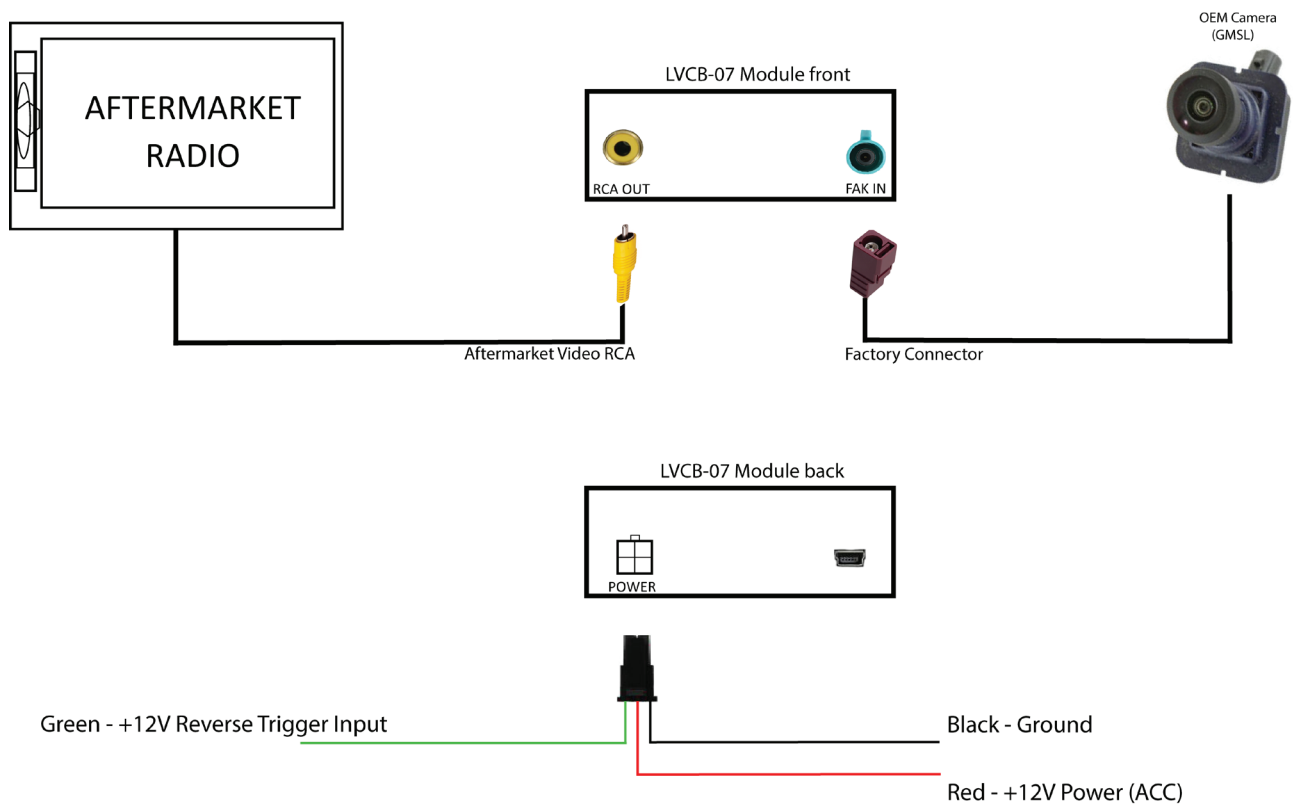 OEM Camera
(GMSL)
LVCB-07 Module front
AFTERMARKET
RADIO
RCA OUT
FAK IN
Aftermarket Video RCA
Factory Connector
LVCB-07 Module back
POWER
Green - +12V Reverse Trigger Input
Black - Ground
Red - +12V Power (ACC)